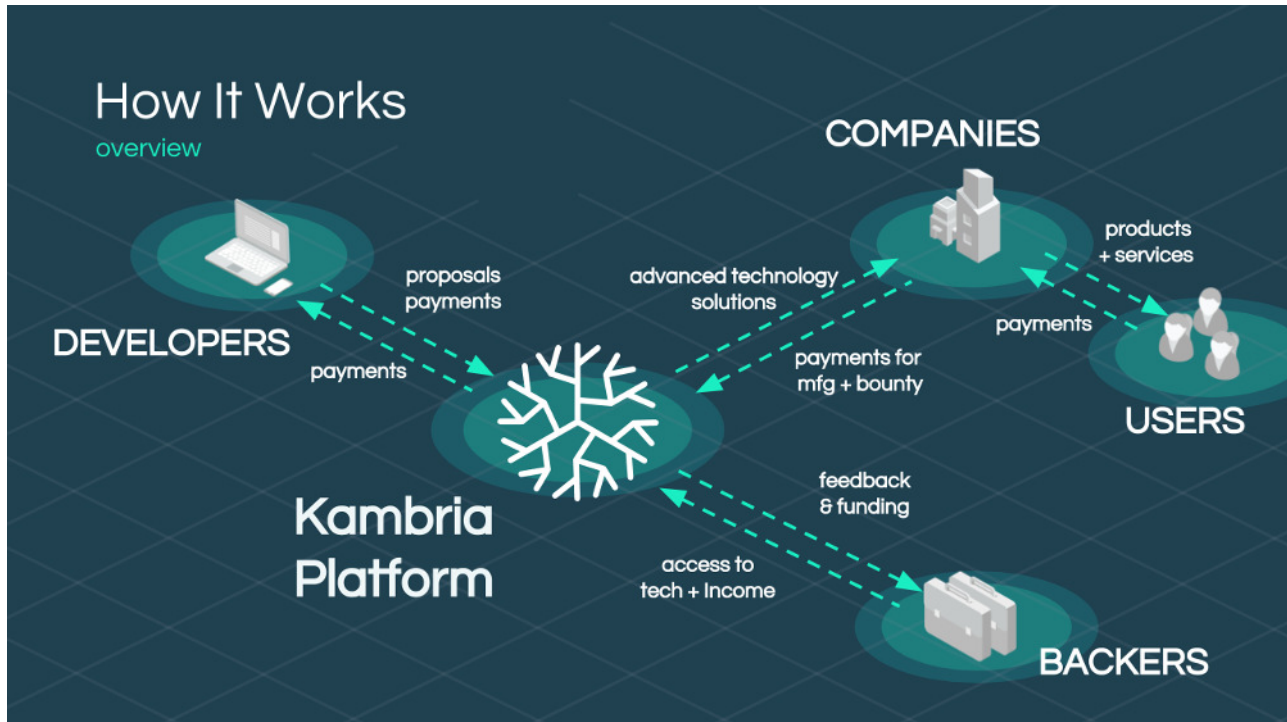 How It Works
overview
COMPANIES
DEVELOPERS
proposals
payments
payments
advanced technology
solutions
payments for
mfg + bounty
products
+ services
payments
USERS
Kambria
Platform
feedback
& funding
access to
tech + Income
BACKERS